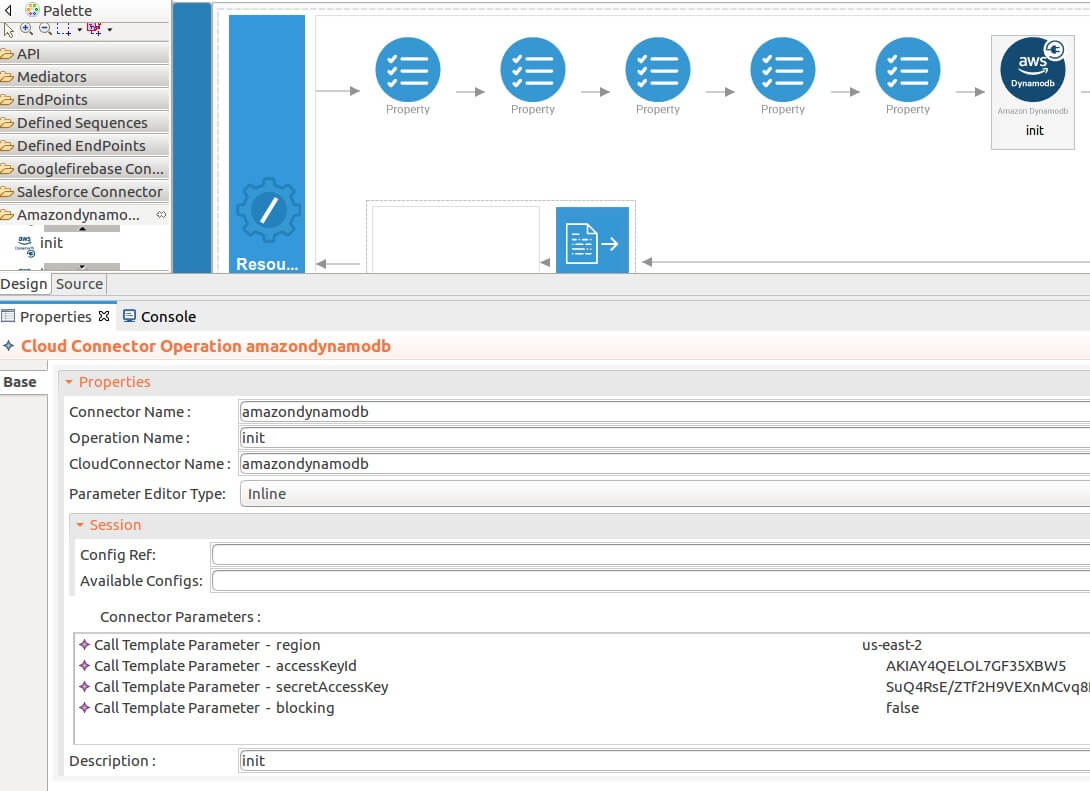 Palette
API
Mediators
EndPoints
Defined Sequences
Defined EndPoints
Googlefirebase Con...
Salesforce Connector
Amazondynamo...
init
Property
Property
Property
Property
Property
aws
Dynamodb
Amazon Dynamodb
init
Resou...
Design
Source
Properties
Console
Cloud Connector Operation amazondynamodb
Base
Properties
Connector Name : amazondynamodb
Operation Name : init
CloudConnector Name : amazondynamodb
Parameter Editor Type: Inline
Session
Config Ref:
Available Configs:
Connector Parameters :
Call Template Parameter - region us-east-2
Call Template Parameter - accessKeyId AKIAY4QELOL7GF35XBW5
Call Template Parameter - secretAccessKey SuQ4RsE/ZTf2H9VEXnMCvq8
Call Template Parameter - blocking false
Description : init